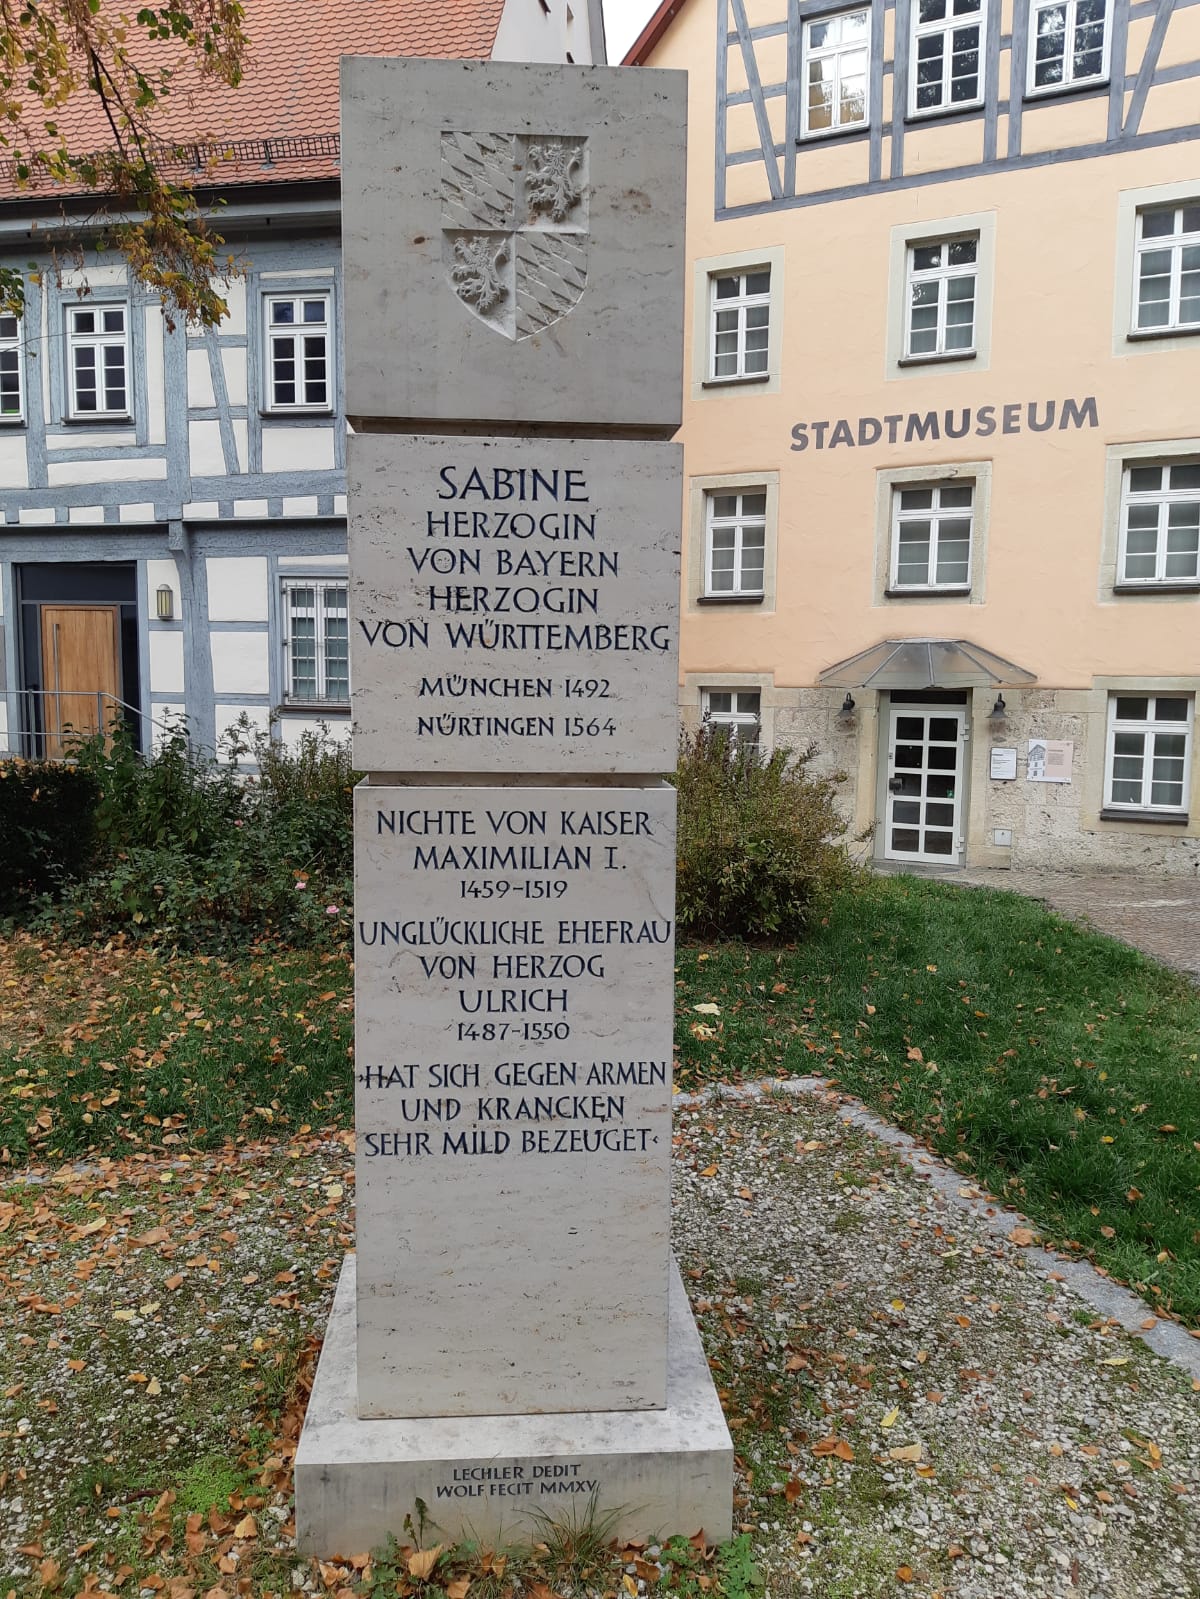 STADTMUSEUM
SABINE
HERZOGIN
VON BAYERN
HERZOGIN
VON WÜRTTEMBERG
MÜNCHEN 1492
NÜRTINGEN 1564
NICHTE VON KAISER
MAXIMILIAN I.
1459-1519
UNGLÜCKLICHE EHEFRAU
VON HERZOG
ULRICH
1487-1550
›HAT SICH GEGEN ARMEN
UND KRANCKEN
SEHR MILD BEZEUGET‹
LECHLER DEDIT
WOLF FECIT MMXV